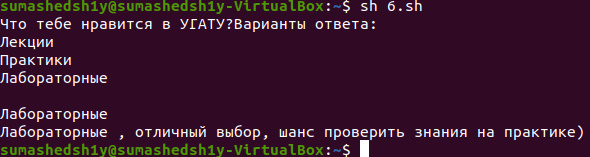 sumashedsh1y@sumashedsh1y-VirtualBox:~$ sh 6.sh
Что тебе нравится в УГАТУ?Варианты ответа:
Лекции
Практики
Лабораторные
Лабораторные
Лабораторные , отличный выбор, шанс проверить знания на практике)
sumashedsh1y@sumashedsh1y-VirtualBox:~$